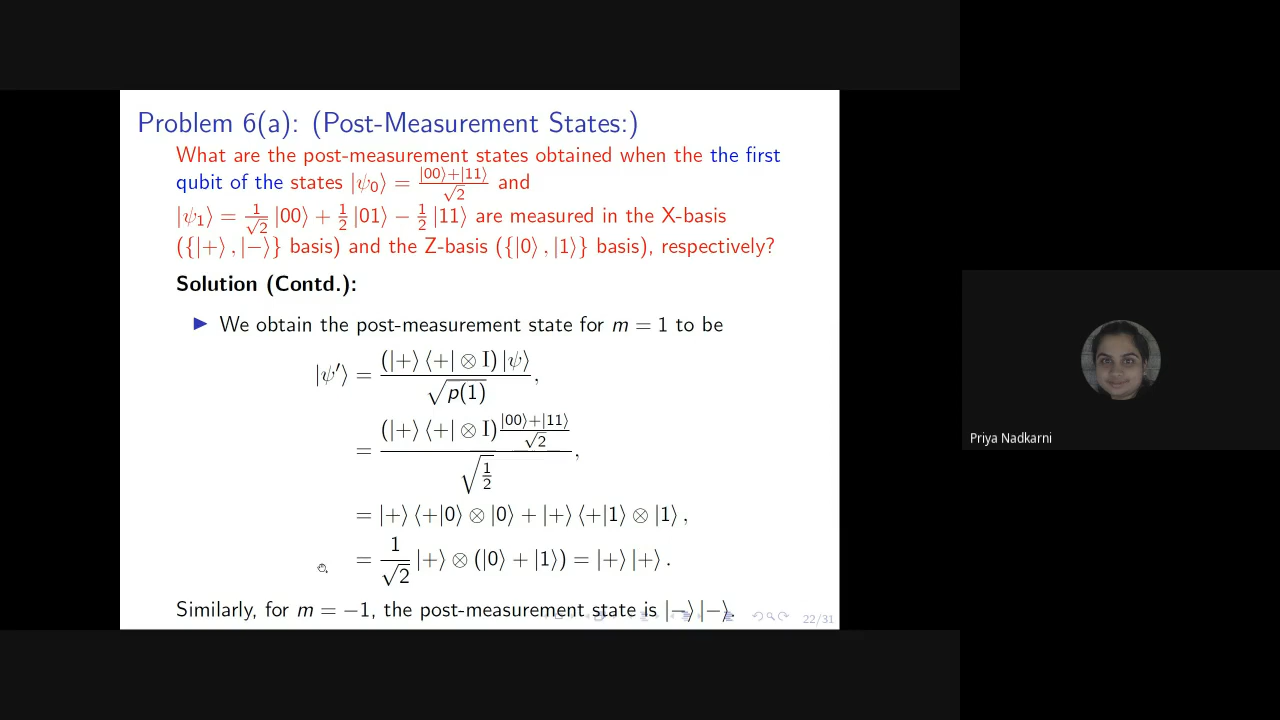 Problem 6(a): (Post-Measurement States:)
What are the post-measurement states obtained when the the first
qubit of the states |ψ₀⟩ = (|00⟩+|11⟩)/√2 and
|ψ₁⟩ = 1/√2 |00⟩ + 1/2 |01⟩ − 1/2 |11⟩ are measured in the X-basis
({|+⟩ , |−⟩} basis) and the Z-basis ({|0⟩ , |1⟩} basis), respectively?
Solution (Contd.):
▶ We obtain the post-measurement state for m = 1 to be
|ψ′⟩ = (|+⟩ ⟨+| ⊗ I) |ψ⟩ / √p(1),
= (|+⟩ ⟨+| ⊗ I) (|00⟩+|11⟩)/√2 / √(1/2),
= |+⟩ ⟨+|0⟩ ⊗ |0⟩ + |+⟩ ⟨+|1⟩ ⊗ |1⟩ ,
= 1/√2 |+⟩ ⊗ (|0⟩ + |1⟩) = |+⟩ |+⟩ .
Similarly, for m = −1, the post-measurement state is |−⟩ |−⟩.
22/31
Priya Nadkarni